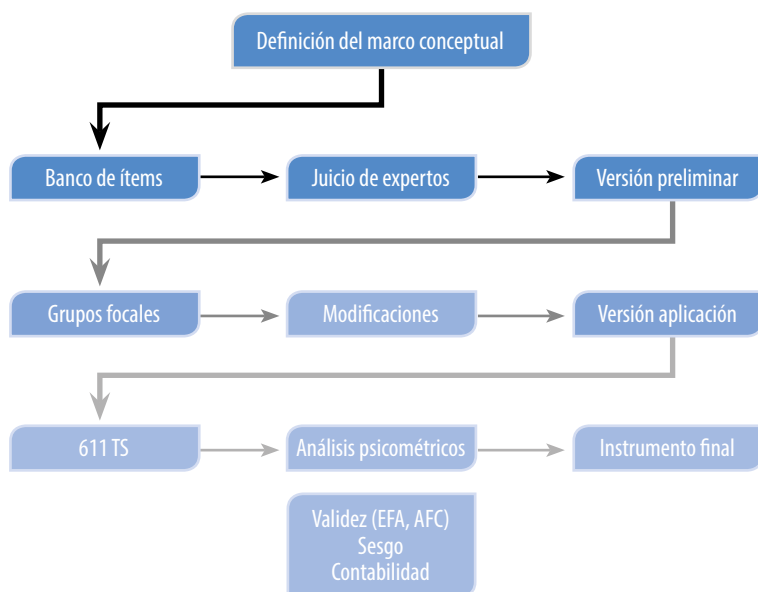 Definición del marco conceptual
Banco de ítems
Juicio de expertos
Versión preliminar
Grupos focales
Modificaciones
Versión aplicación
611 TS
Análisis psicométricos
Instrumento final
Validez (EFA, AFC)
Sesgo
Contabilidad